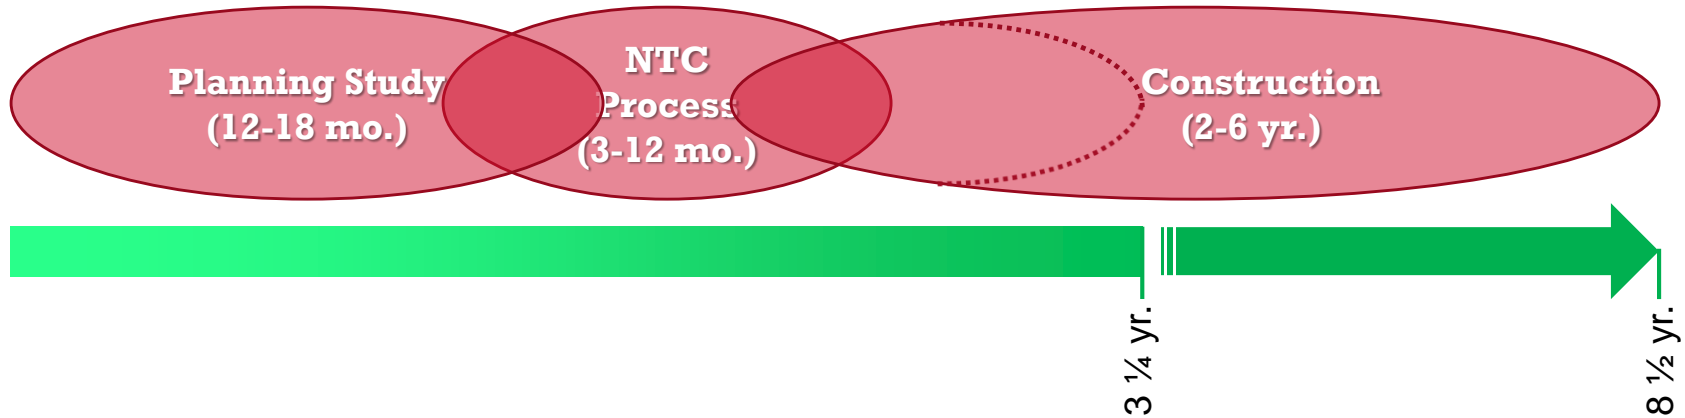 Planning Study
(12-18 mo.)
NTC
Process
(3-12 mo.)
Construction
(2-6 yr.)
3 ¼ yr.
8 ½ yr.